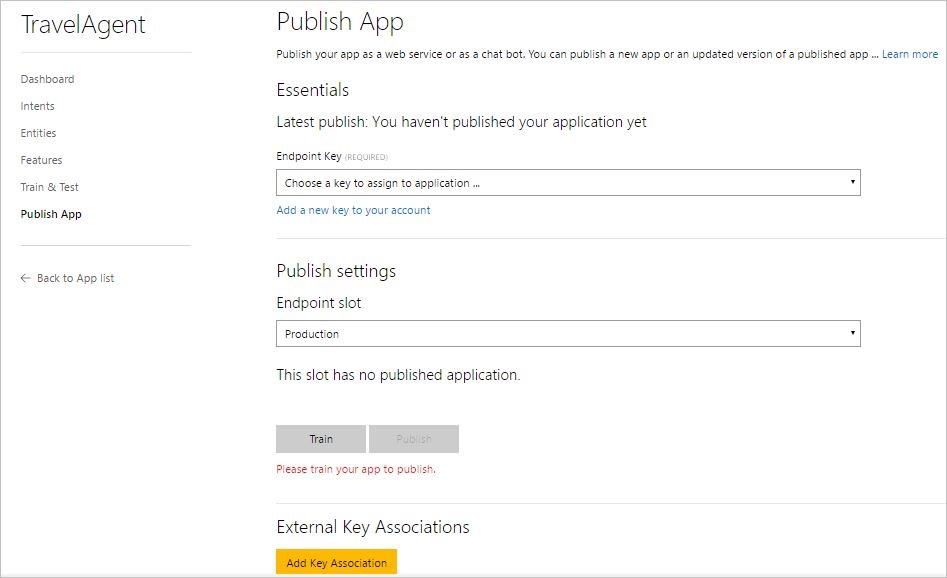 TravelAgent
Dashboard
Intents
Entities
Features
Train & Test
Publish App
← Back to App list
Publish App
Publish your app as a web service or as a chat bot. You can publish a new app or an updated version of a published app ... Learn more
Essentials
Latest publish: You haven't published your application yet
Endpoint Key (REQUIRED)
Choose a key to assign to application ...
Add a new key to your account
Publish settings
Endpoint slot
Production
This slot has no published application.
Train Publish
Please train your app to publish.
External Key Associations
Add Key Association